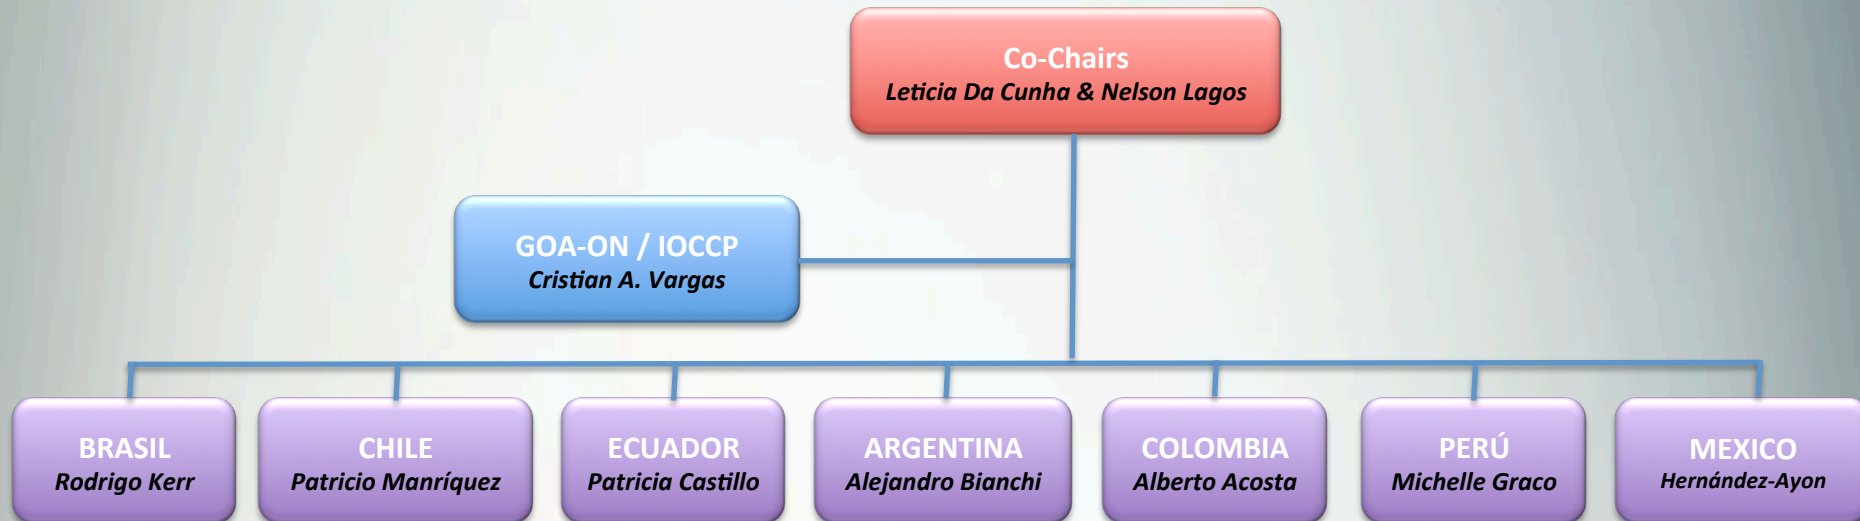 Co-Chairs
Leticia Da Cunha & Nelson Lagos
GOA-ON / IOCCP
Cristian A. Vargas
BRASIL
Rodrigo Kerr
CHILE
Patricio Manríquez
ECUADOR
Patricia Castillo
ARGENTINA
Alejandro Bianchi
COLOMBIA
Alberto Acosta
PERÚ
Michelle Graco
MEXICO
Hernández-Ayon